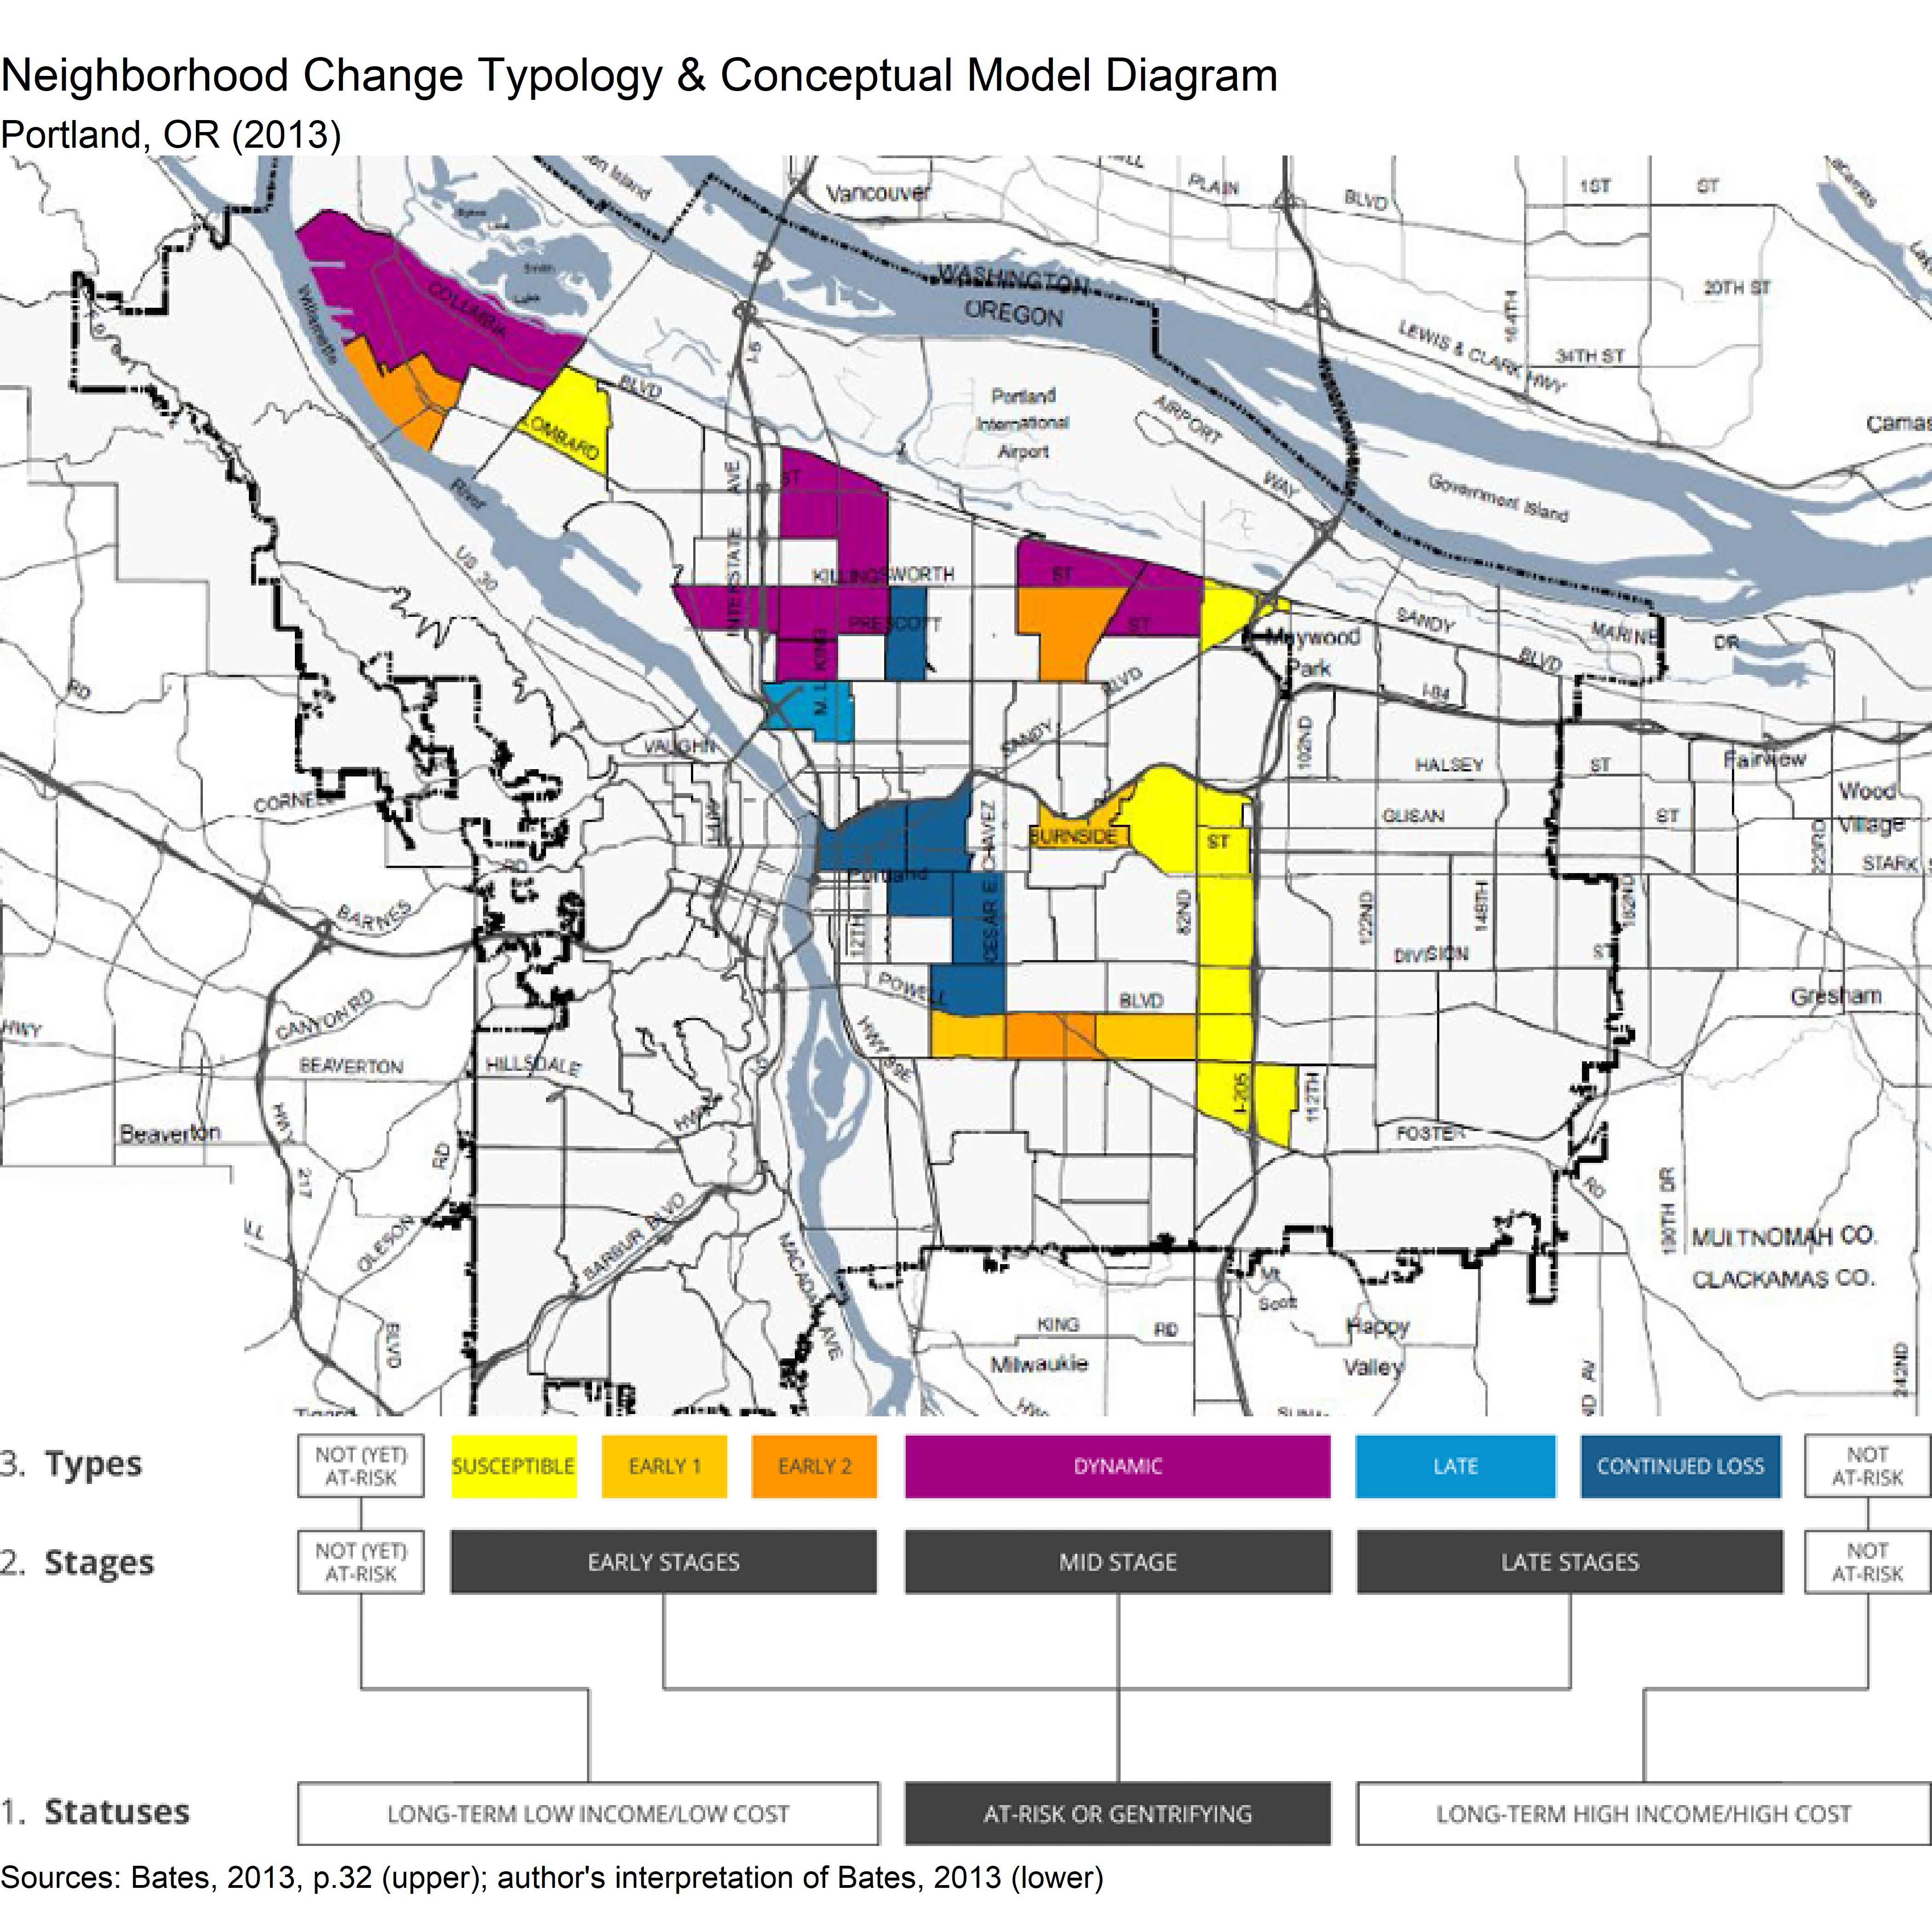 Neighborhood Change Typology & Conceptual Model Diagram
Portland, OR (2013)
Vancouver
PLAIN
BLVD
1ST
ST
Smith
Lake
WASHINGTON
OREGON
20TH ST
164TH
LEWIS & CLARK HWY
34TH ST
COLUMBIA
BLVD
Willamette
River
LOMBARD
I-5
Portland
International
Airport
AIRPORT
WAY
Government Island
Camas
US 30
INTERSTATE AVE
ST
KILLINGSWORTH
ST
PRESCOTT
ST
M. L. KING
Maywood
Park
SANDY
BLVD
MARINE
DR
I-84
RD
VAUGHN
SANDY
BLVD
102ND
HALSEY
ST
Fairview
CORNELL
GLISAN
ST
Wood
Village
I-405
BURNSIDE
ST
223RD
STARK
RD
Portland
CESAR E. CHAVEZ
BARNES
12TH
82ND
122ND
148TH
182ND
DIVISION
ST
CANYON RD
POWELL
BLVD
Gresham
HWY
BEAVERTON
HILLSDALE
HWY
HWY 99E
I-205
112TH
Beaverton
HWY
217
FOSTER
RD
RD
OLESON
BARBUR BLVD
MACADAM
AVE
190TH DR
MULTNOMAH CO.
CLACKAMAS CO.
Mt
Scott
KING
RD
Happy
Valley
Milwaukie
BLVD
242ND
Tigard
3. Types
NOT (YET)
AT-RISK
SUSCEPTIBLE
EARLY 1
EARLY 2
DYNAMIC
LATE
CONTINUED LOSS
NOT
AT-RISK
2. Stages
NOT (YET)
AT-RISK
EARLY STAGES
MID STAGE
LATE STAGES
NOT
AT-RISK
1. Statuses
LONG-TERM LOW INCOME/LOW COST
AT-RISK OR GENTRIFYING
LONG-TERM HIGH INCOME/HIGH COST
Sources: Bates, 2013, p.32 (upper); author's interpretation of Bates, 2013 (lower)